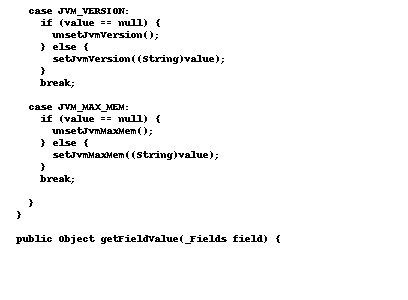 case JVM_VERSION:
if (value == null) {
unsetJvmVersion();
} else {
setJvmVersion((String)value);
}
break;
case JVM_MAX_MEM:
if (value == null) {
unsetJvmMaxMem();
} else {
setJvmMaxMem((String)value);
}
break;
}
}
public Object getFieldValue(_Fields field) {